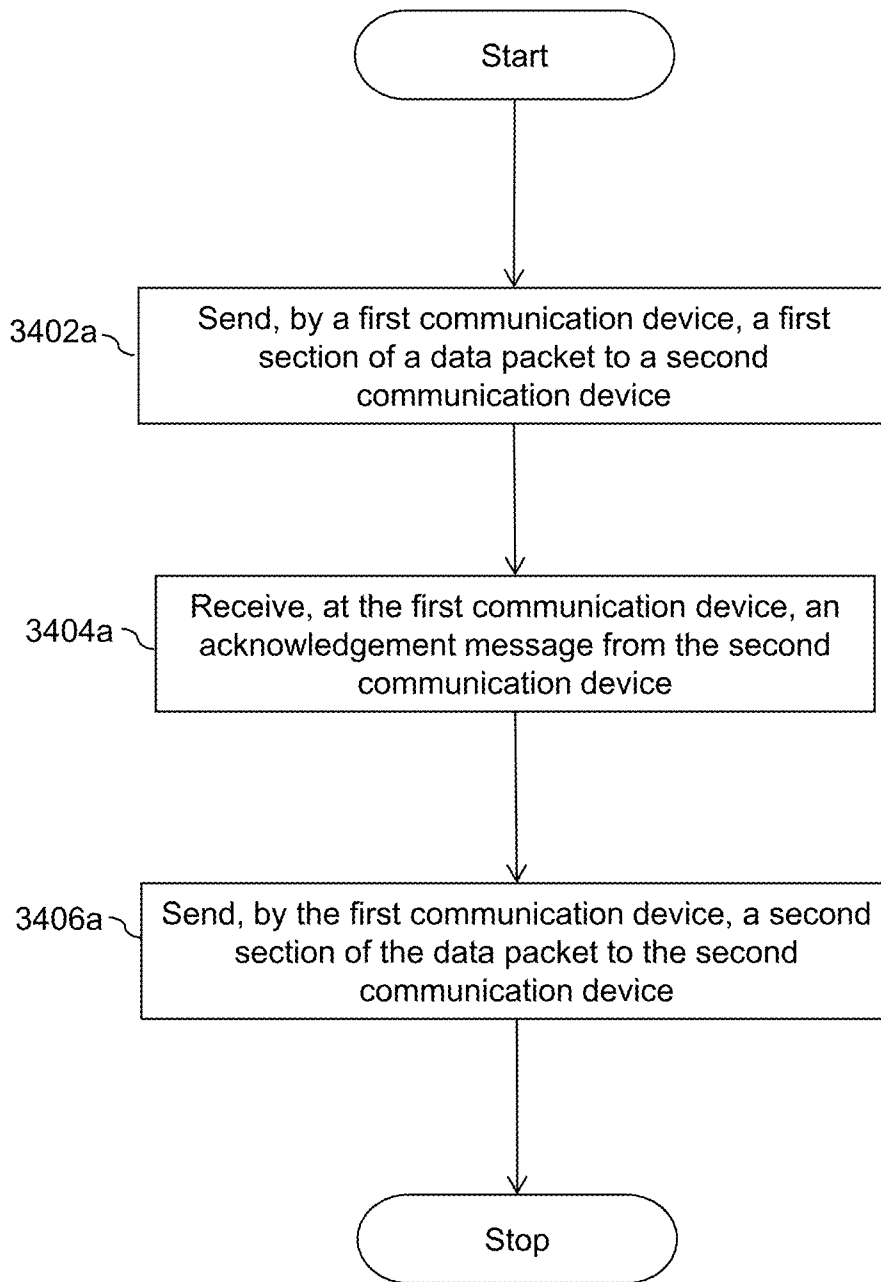 Start
3402a
Send, by a first communication device, a first
section of a data packet to a second
communication device
3404a
Receive, at the first communication device, an
acknowledgement message from the second
communication device
3406a
Send, by the first communication device, a second
section of the data packet to the second
communication device
Stop